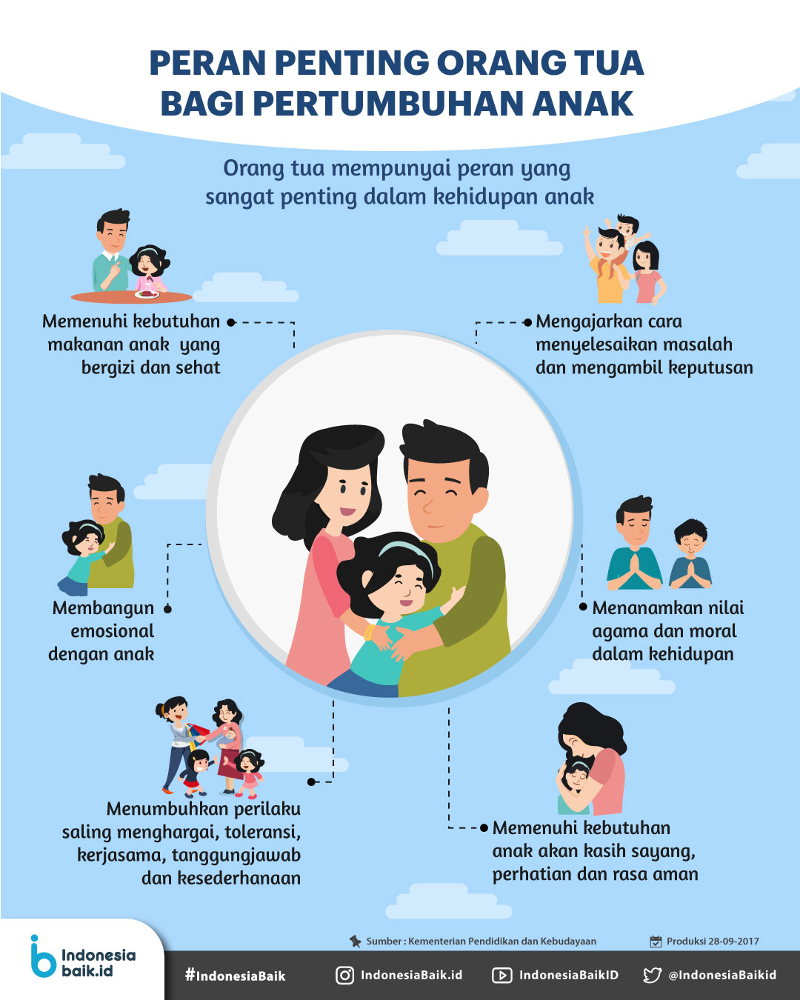 PERAN PENTING ORANG TUA
BAGI PERTUMBUHAN ANAK
Orang tua mempunyai peran yang
sangat penting dalam kehidupan anak
Memenuhi kebutuhan
makanan anak yang
bergizi dan sehat
Mengajarkan cara
menyelesaikan masalah
dan mengambil keputusan
Membangun
emosional
dengan anak
Menanamkan nilai
agama dan moral
dalam kehidupan
Menumbuhkan perilaku
saling menghargai, toleransi,
kerjasama, tanggungjawab
dan kesederhanaan
Memenuhi kebutuhan
anak akan kasih sayang,
perhatian dan rasa aman
Sumber : Kementerian Pendidikan dan Kebudayaan
Produksi 28-09-2017
Indonesia
baik.id
#IndonesiaBaik
IndonesiaBaik.id
IndonesiaBaikID
@IndonesiaBaikid